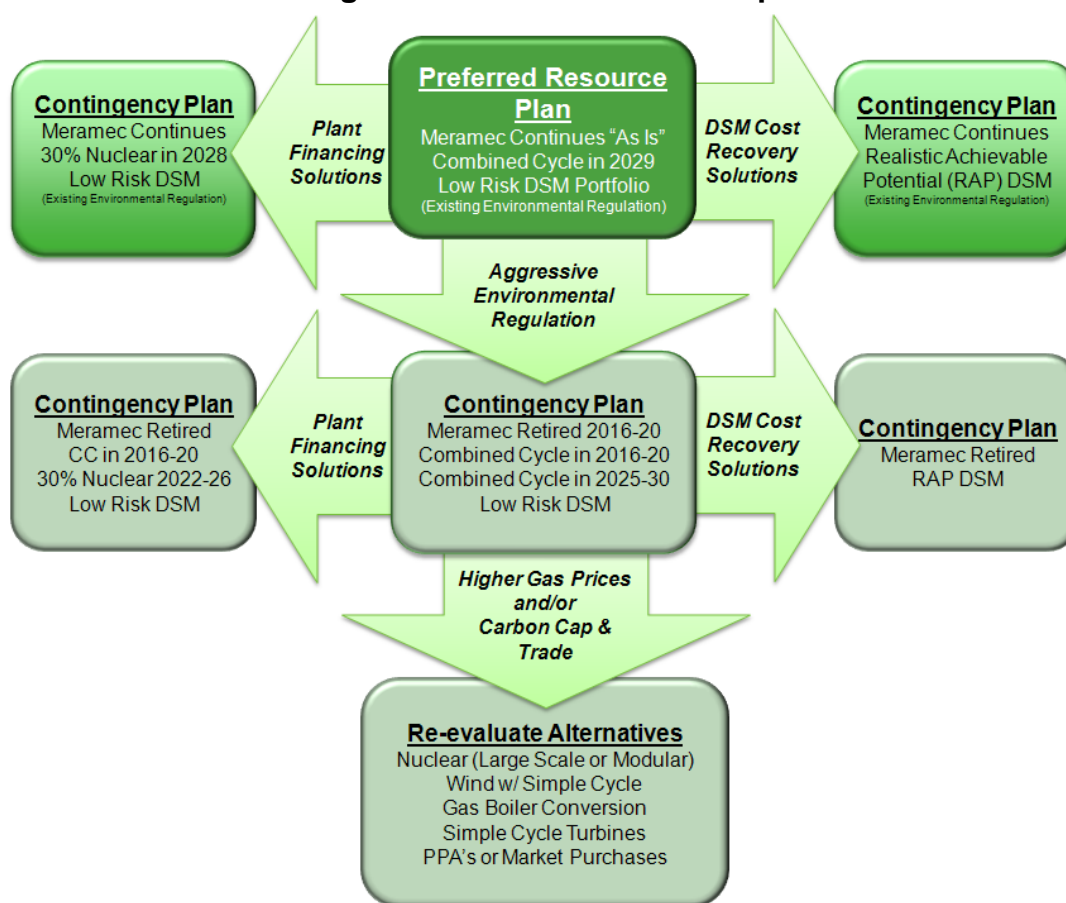 Preferred Resource
Plan
Meramec Continues “As Is”
Combined Cycle in 2029
Low Risk DSM Portfolio
(Existing Environmental Regulation)
Contingency Plan
Meramec Continues
30% Nuclear in 2028
Low Risk DSM
(Existing Environmental Regulation)
Plant
Financing
Solutions
DSM Cost
Recovery
Solutions
Contingency Plan
Meramec Continues
Realistic Achievable
Potential (RAP) DSM
(Existing Environmental Regulation)
Aggressive
Environmental
Regulation
Contingency Plan
Meramec Retired
CC in 2016-20
30% Nuclear 2022-26
Low Risk DSM
Plant
Financing
Solutions
Contingency Plan
Meramec Retired 2016-20
Combined Cycle in 2016-20
Combined Cycle in 2025-30
Low Risk DSM
DSM Cost
Recovery
Solutions
Contingency Plan
Meramec Retired
RAP DSM
Higher Gas Prices
and/or
Carbon Cap &
Trade
Re-evaluate Alternatives
Nuclear (Large Scale or Modular)
Wind w/ Simple Cycle
Gas Boiler Conversion
Simple Cycle Turbines
PPA's or Market Purchases